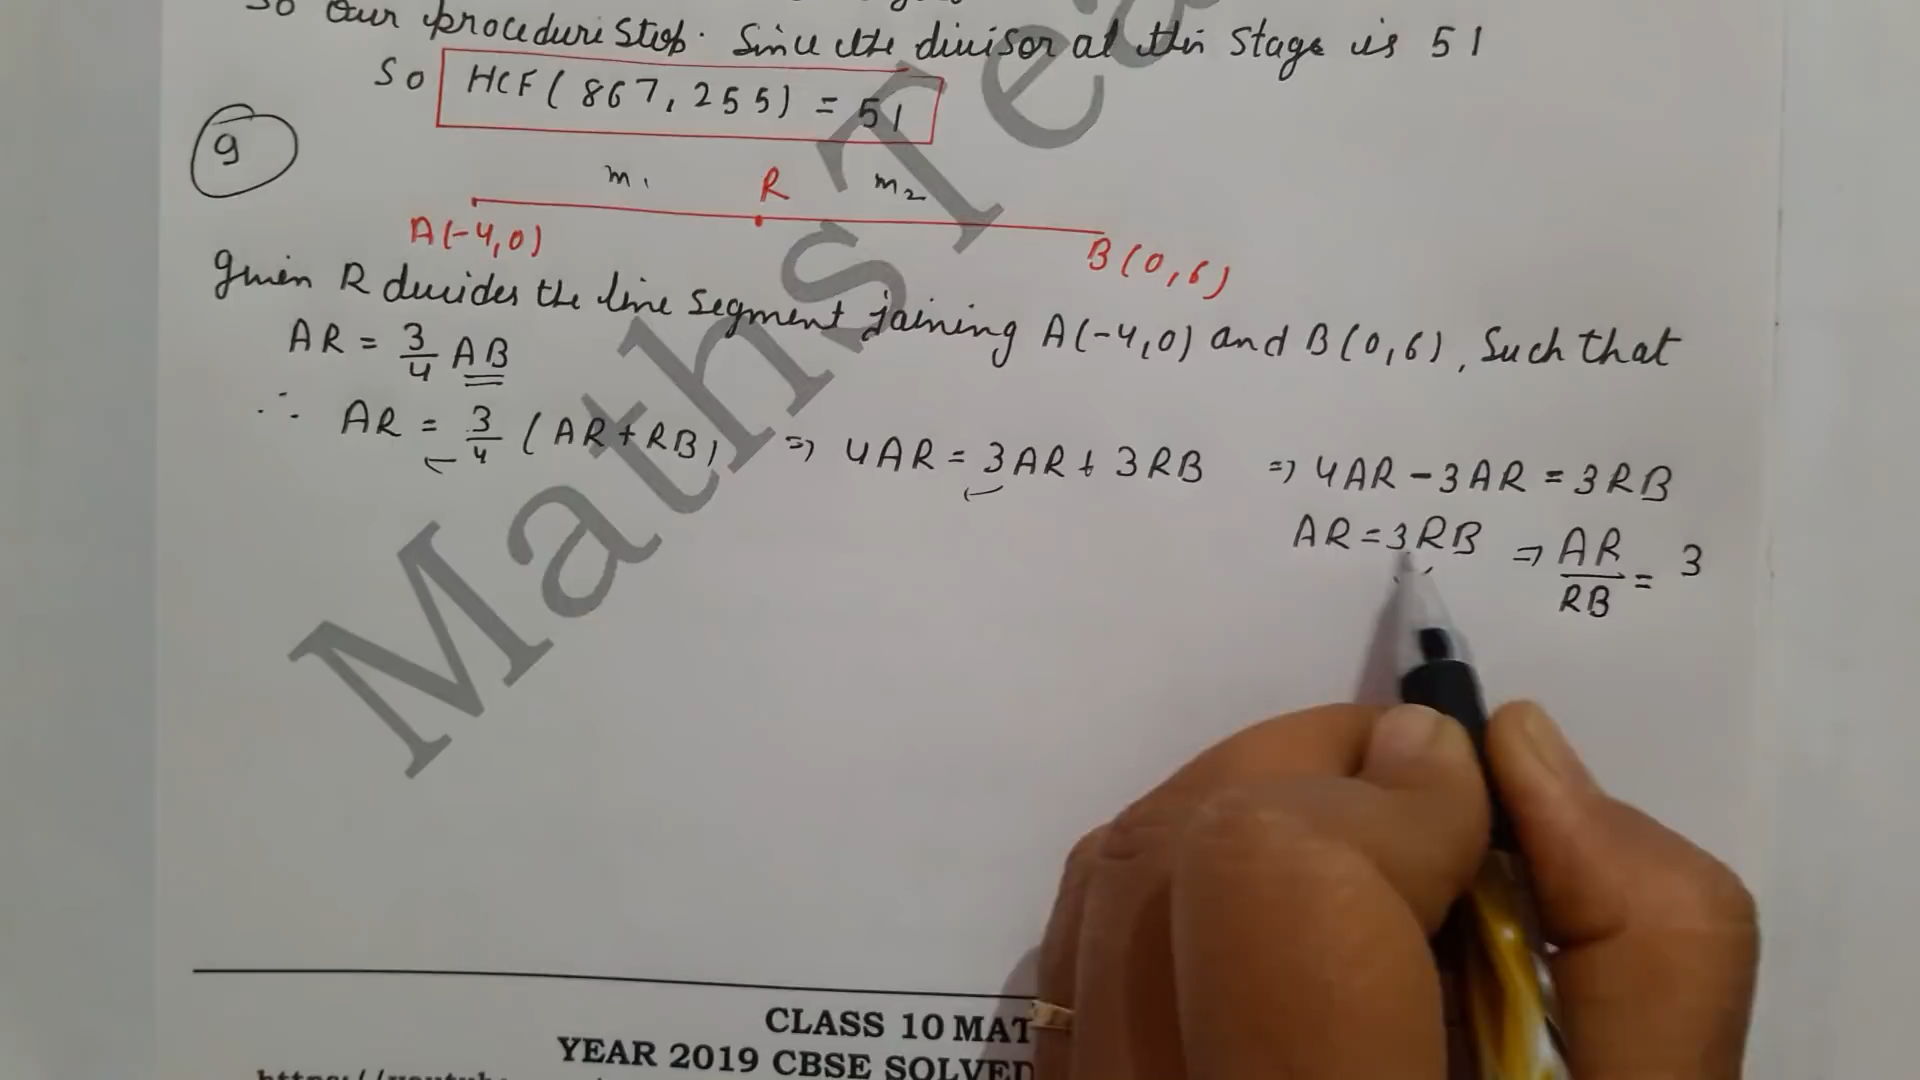 So Our procedure stop. Since the divisor at this stage is 51
So HCF(867,255) = 51
9
m₁ R m₂
A(-4,0) B(0,6)
given R divides the line segment joining A(-4,0) and B(0,6), Such that
AR = 3/4 AB
∴ AR = 3/4 (AR+RB) ⇒ 4AR = 3AR + 3RB ⇒ 4AR - 3AR = 3RB
AR = 3RB ⇒ AR/RB = 3
CLASS 10 MAT
YEAR 2019 CBSE SOLVED
Maths Tea